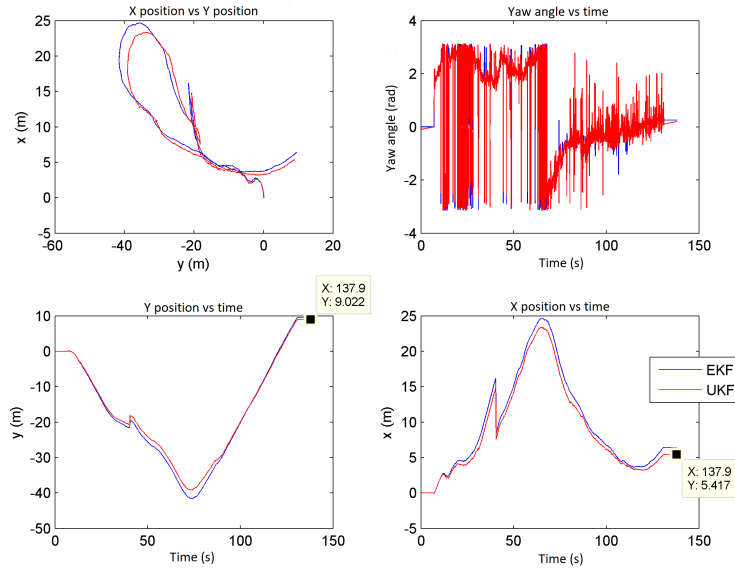 X position vs Y position
25
20
15
10
5
0
-5
x (m)
-60 -40 -20 0 20
y (m)
Yaw angle vs time
4
2
0
-2
-4
Yaw angle (rad)
0 50 100 150
Time (s)
Y position vs time
X: 137.9
Y: 9.022
10
0
-10
-20
-30
-40
-50
y (m)
0 50 100 150
Time (s)
X position vs time
25
20
15
10
5
0
-5
x (m)
EKF
UKF
X: 137.9
Y: 5.417
0 50 100 150
Time (s)